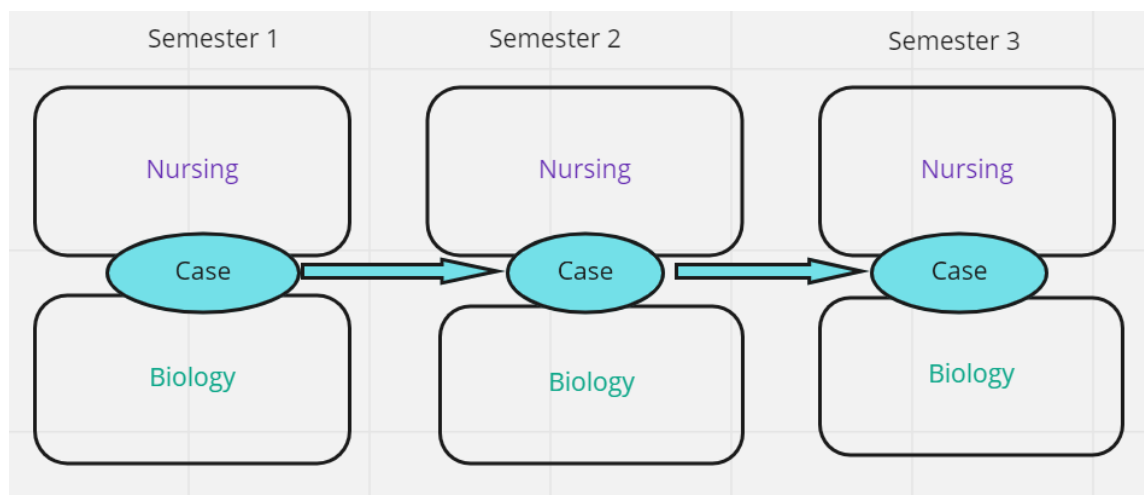 Semester 1
Semester 2
Semester 3
Nursing
Nursing
Nursing
Case
Case
Case
Biology
Biology
Biology